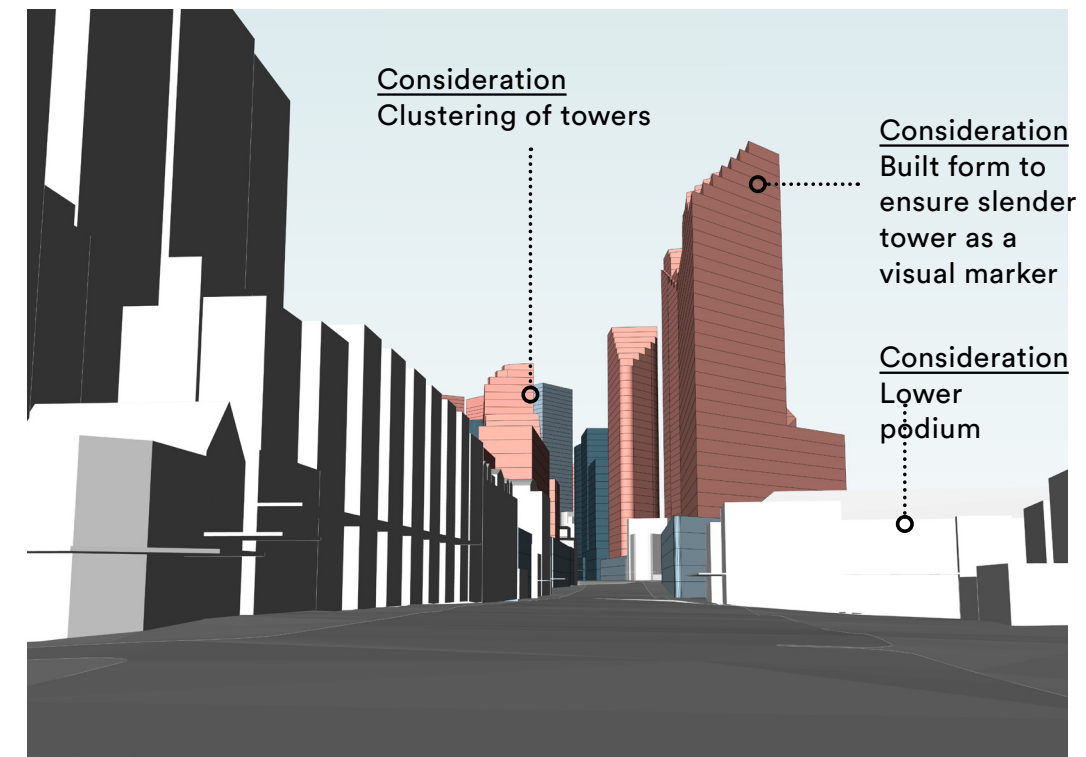 Consideration
Clustering of towers
Consideration
Built form to
ensure slender
tower as a
visual marker
Consideration
Lower
podium